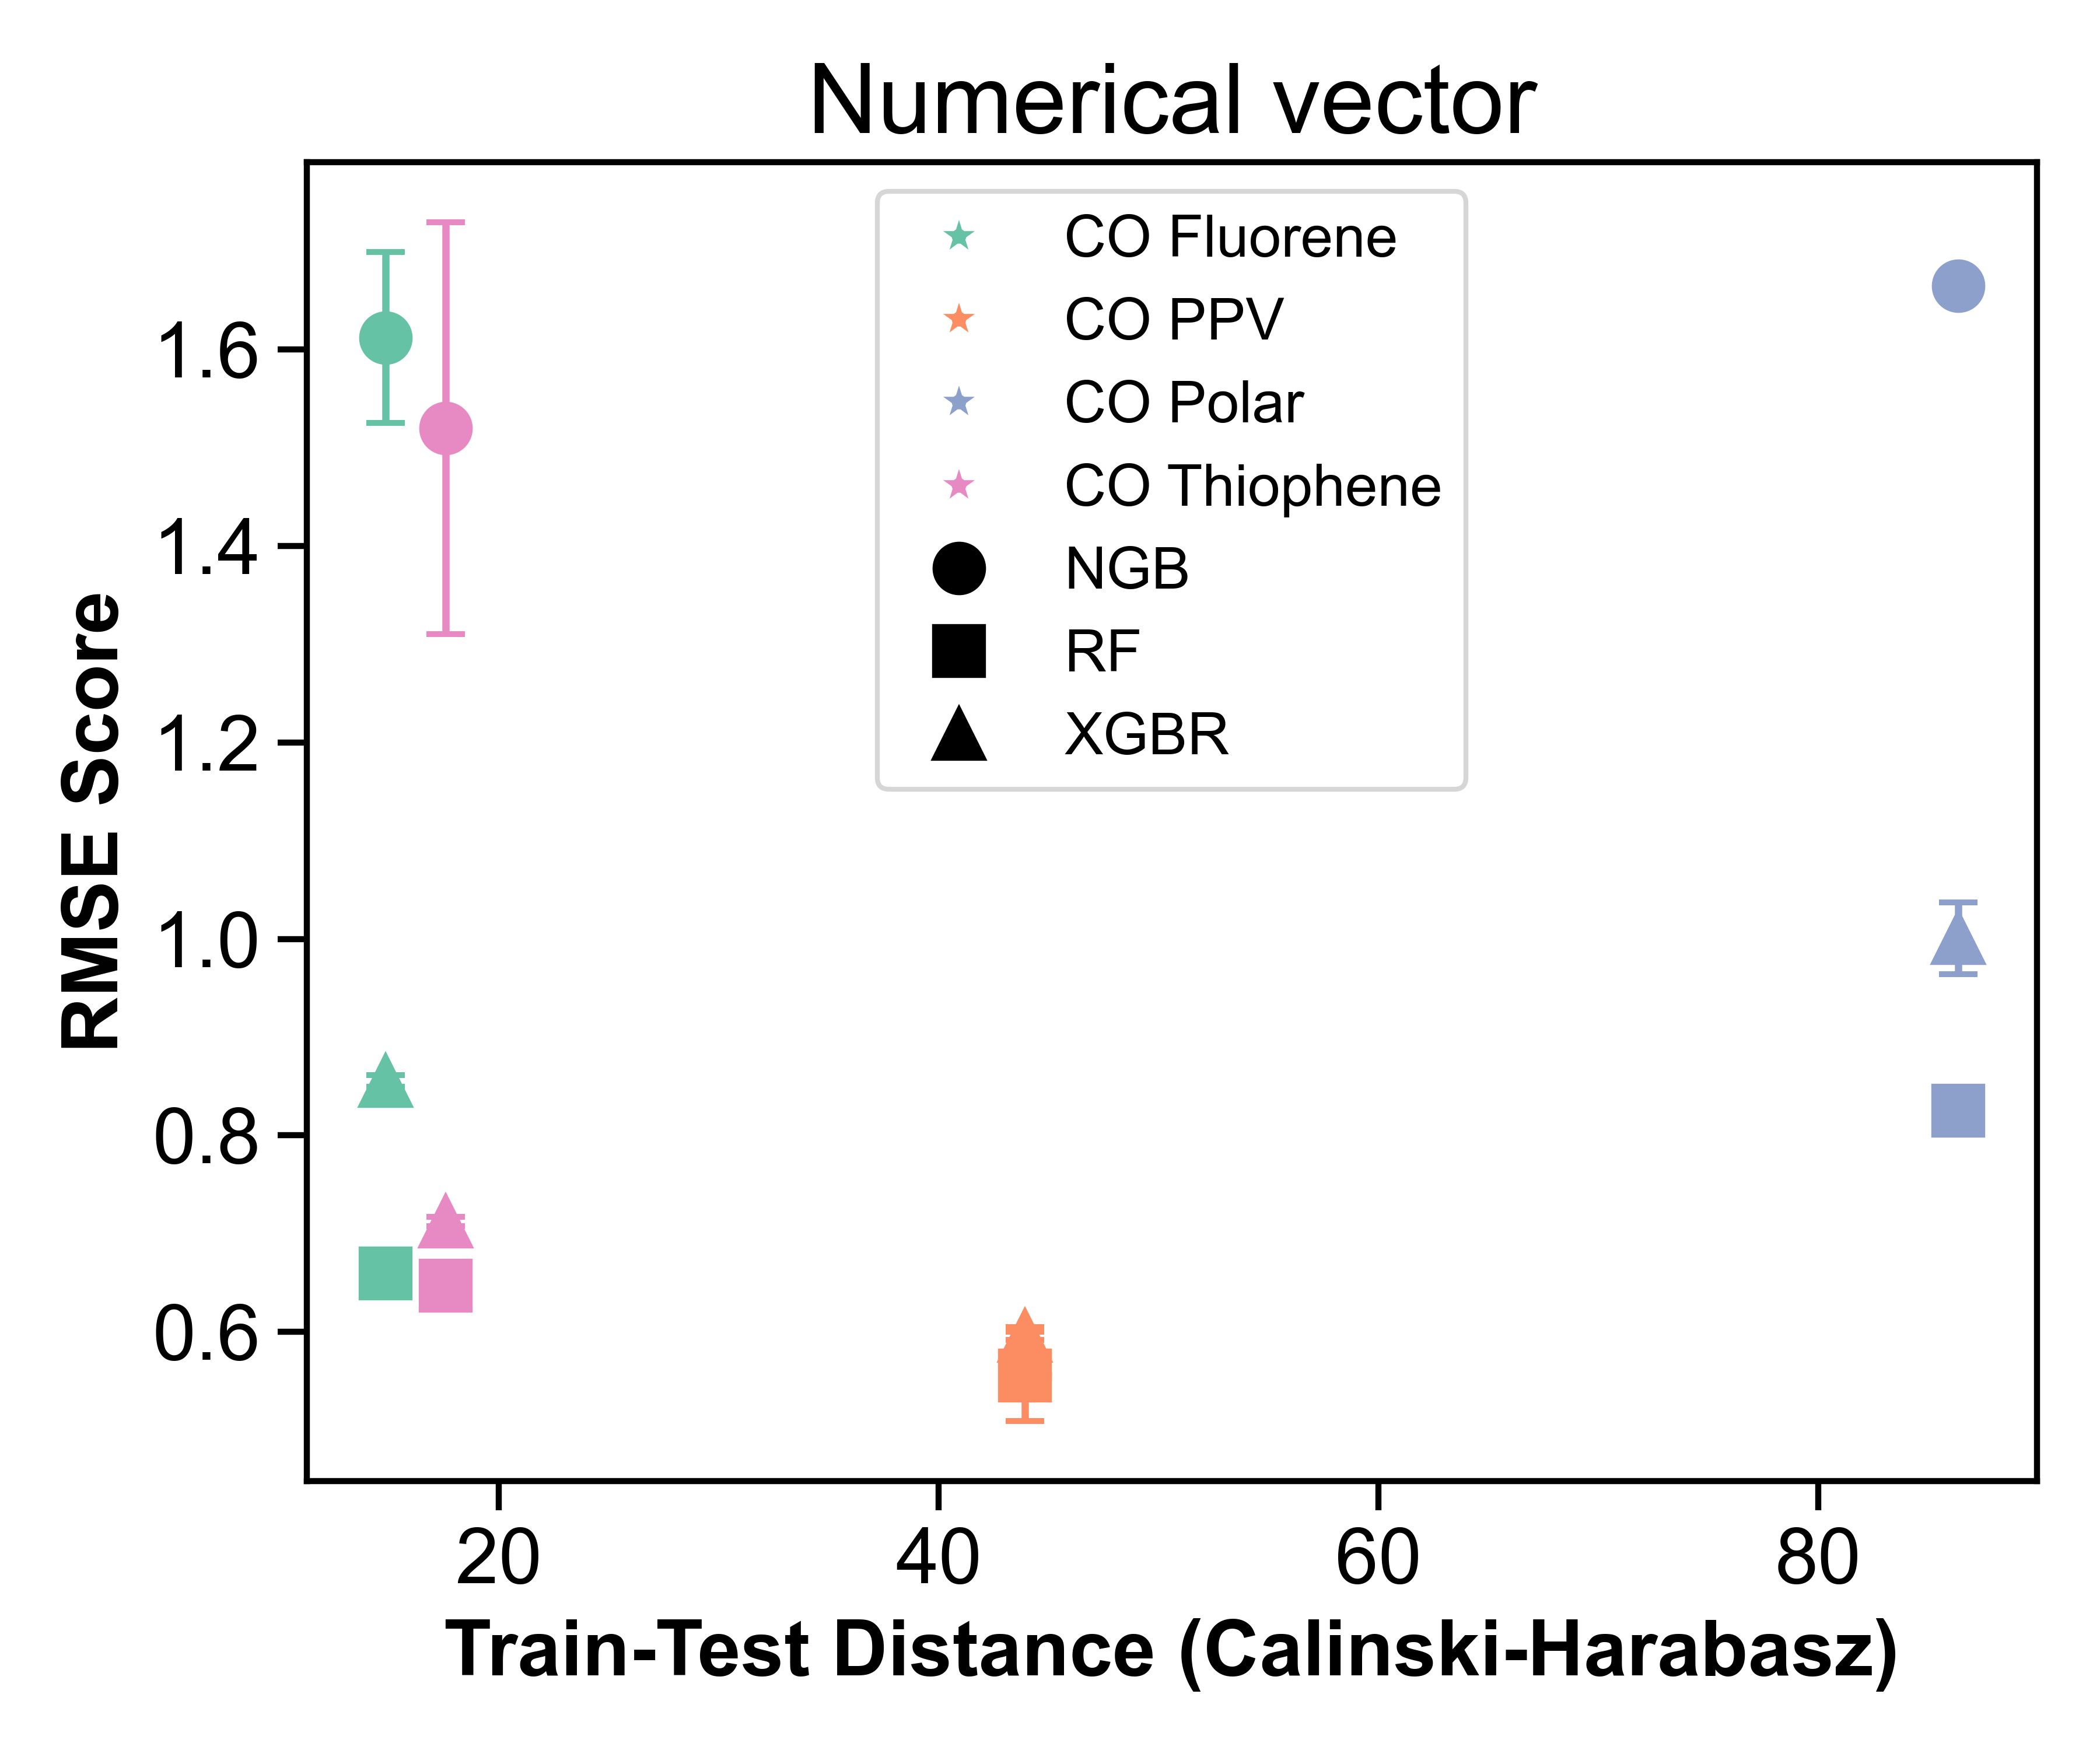 Numerical vector
CO Fluorene
CO PPV
CO Polar
CO Thiophene
NGB
RF
XGBR
RMSE Score
1.6
1.4
1.2
1.0
0.8
0.6
20 40 60 80
Train-Test Distance (Calinski-Harabasz)